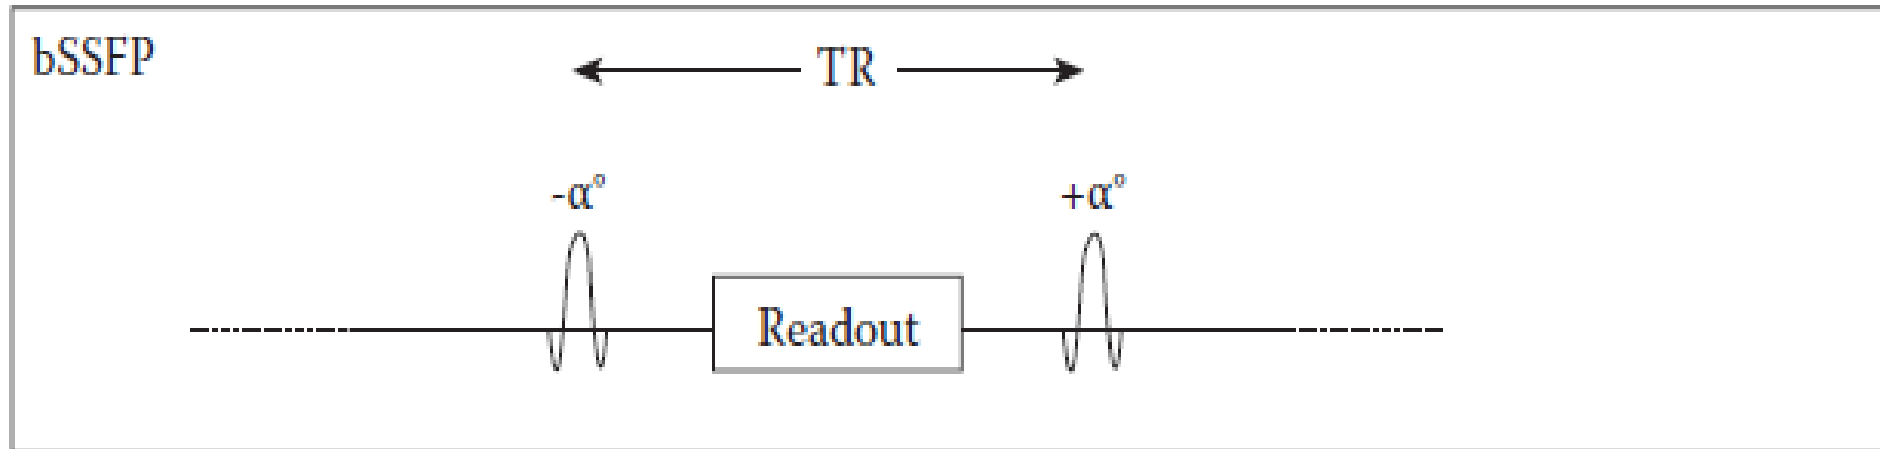 bSSFP
TR
-α°
+α°
Readout